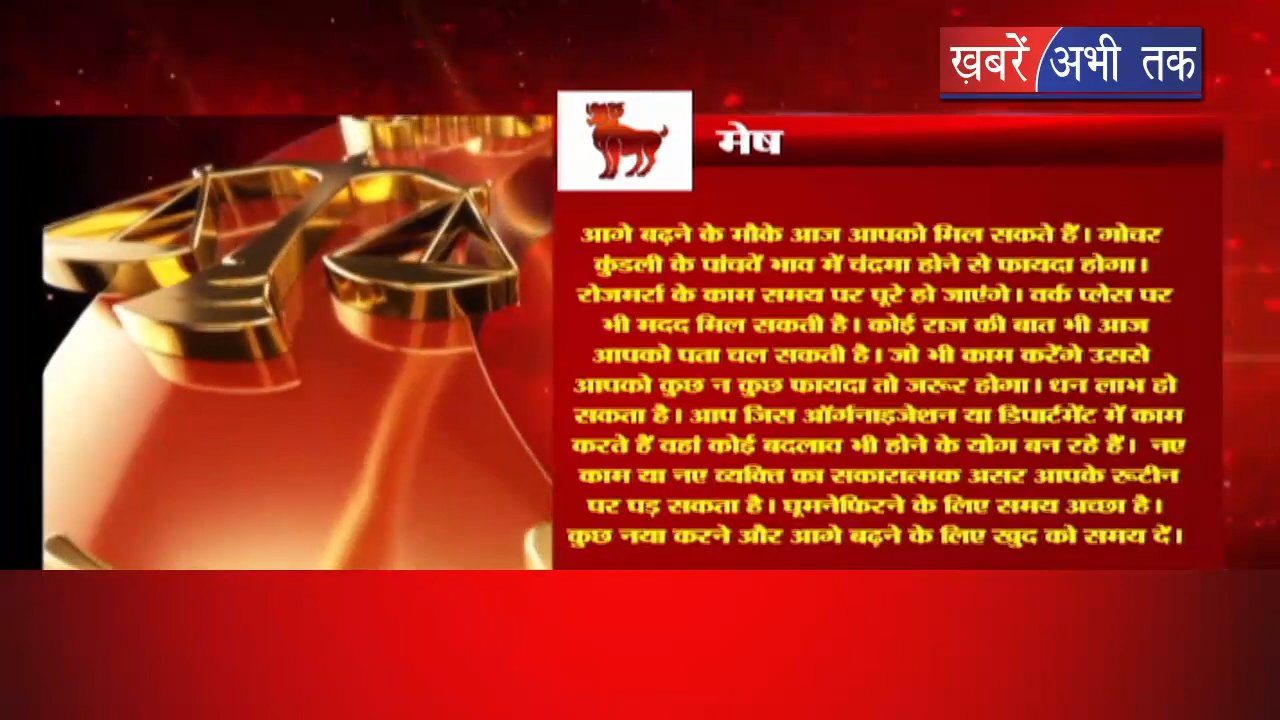 ख़बरें अभी तक
मेष
आगे बढ़ने के मौके आज आपको मिल सकते हैं। गोचर
कुंडली के पांचवें भाव में चंद्रमा होने से फायदा होगा।
रोजमर्रा के काम समय पर पूरे हो जाएंगे। वर्क प्लेस पर
भी मदद मिल सकती है। कोई राज की बात भी आज
आपको पता चल सकती है। जो भी काम करेंगे उससे
आपको कुछ न कुछ फायदा तो जरूर होगा। धन लाभ हो
सकता है। आप जिस ऑर्गनाइजेशन या डिपार्टमेंट में काम
करते हैं वहां कोई बदलाव भी होने के योग बन रहे हैं। नए
काम या नए व्यक्ति का सकारात्मक असर आपके रूटीन
पर पड़ सकता है। घूमनेफिरने के लिए समय अच्छा है।
कुछ नया करने और आगे बढ़ने के लिए खुद को समय दें।